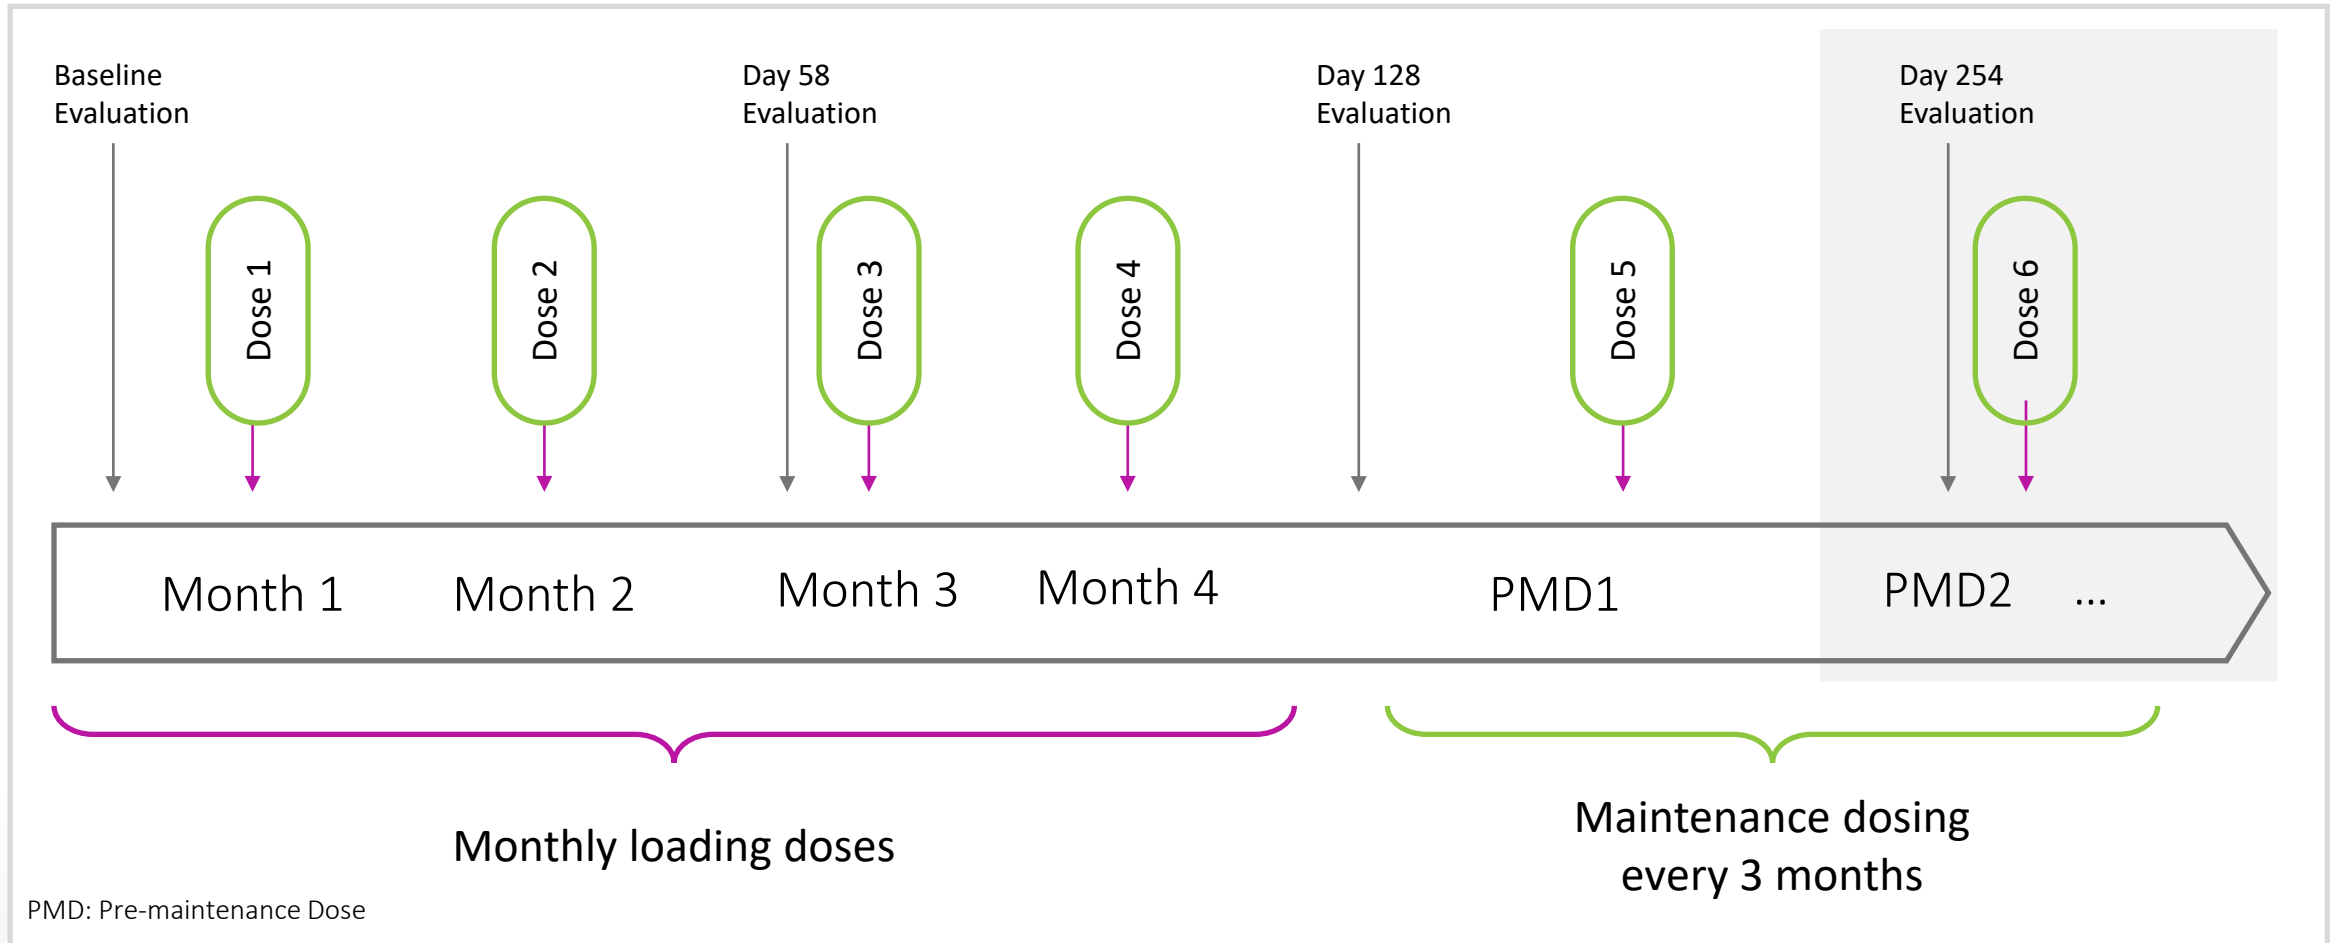 Baseline
Evaluation
Day 58
Evaluation
Day 128
Evaluation
Day 254
Evaluation
Dose 1
Dose 2
Dose 3
Dose 4
Dose 5
Dose 6
Month 1
Month 2
Month 3
Month 4
PMD1
PMD2 ...
Monthly loading doses
Maintenance dosing
every 3 months
PMD: Pre-maintenance Dose